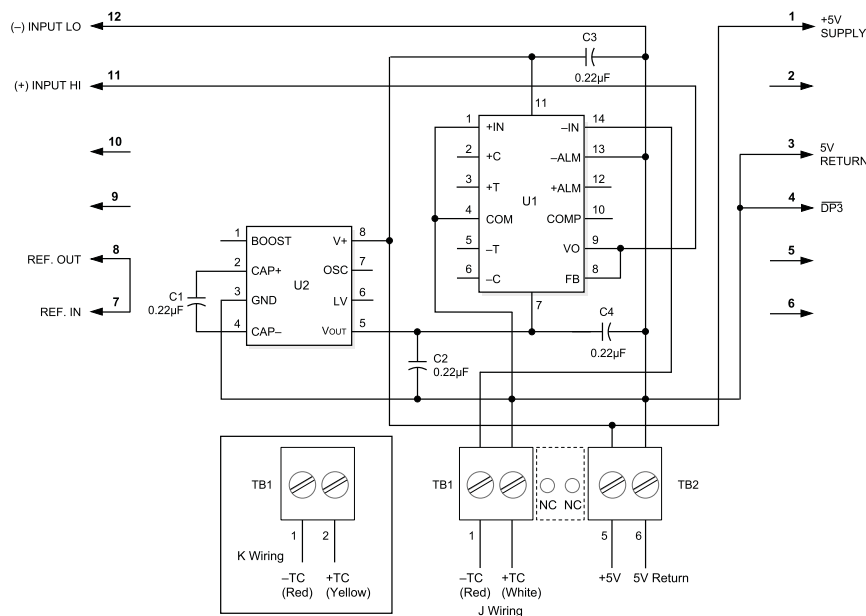 12
(–) INPUT LO
1
+5V
SUPPLY
C3
0.22µF
11
(+) INPUT HI
2
11
1
+IN
–IN
14
2
+C
–ALM
13
3
+T
+ALM
12
U1
4
COM
COMP
10
5
–T
VO
9
6
–C
FB
8
7
10
3
5V
RETURN
9
4
DP3
8
REF. OUT
5
7
REF. IN
6
1
BOOST
V+
8
2
CAP+
OSC
7
U2
3
GND
LV
6
4
CAP–
VOUT
5
C1
0.22µF
C4
0.22µF
C2
0.22µF
TB1
1
2
K Wiring
–TC
(Red)
+TC
(Yellow)
TB1
NC
NC
TB2
1
2
5
6
–TC
(Red)
+TC
(White)
+5V
5V Return
J Wiring